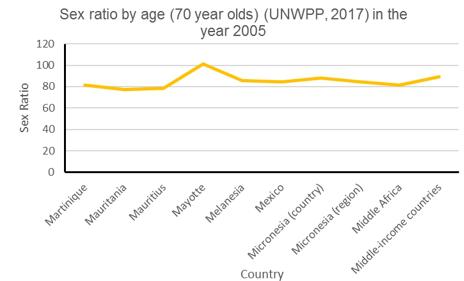 Sex ratio by age (70 year olds) (UNWPP, 2017) in the
year 2005
120
100
80
60
40
20
0
Sex Ratio
Martinique
Mauritania
Mauritius
Mayotte
Melanesia
Mexico
Micronesia (country)
Micronesia (region)
Middle Africa
Middle-income countries
Country